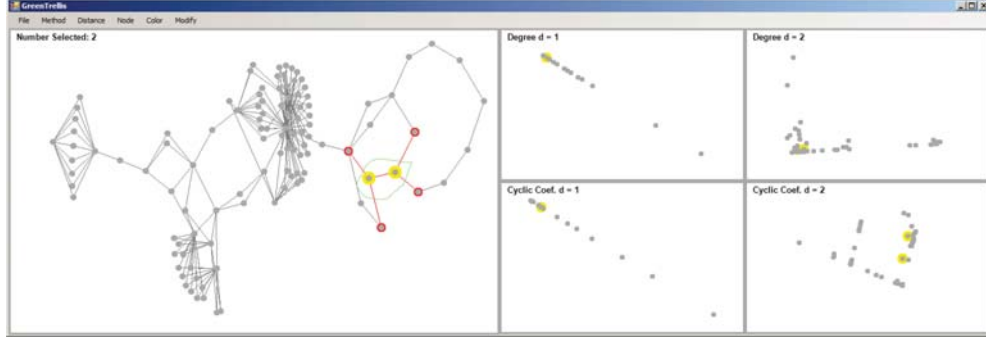 GreenTrellis
File Method Distance Node Color Modify
Number Selected: 2
Degree d = 1
Degree d = 2
Cyclic Coef. d = 1
Cyclic Coef. d = 2